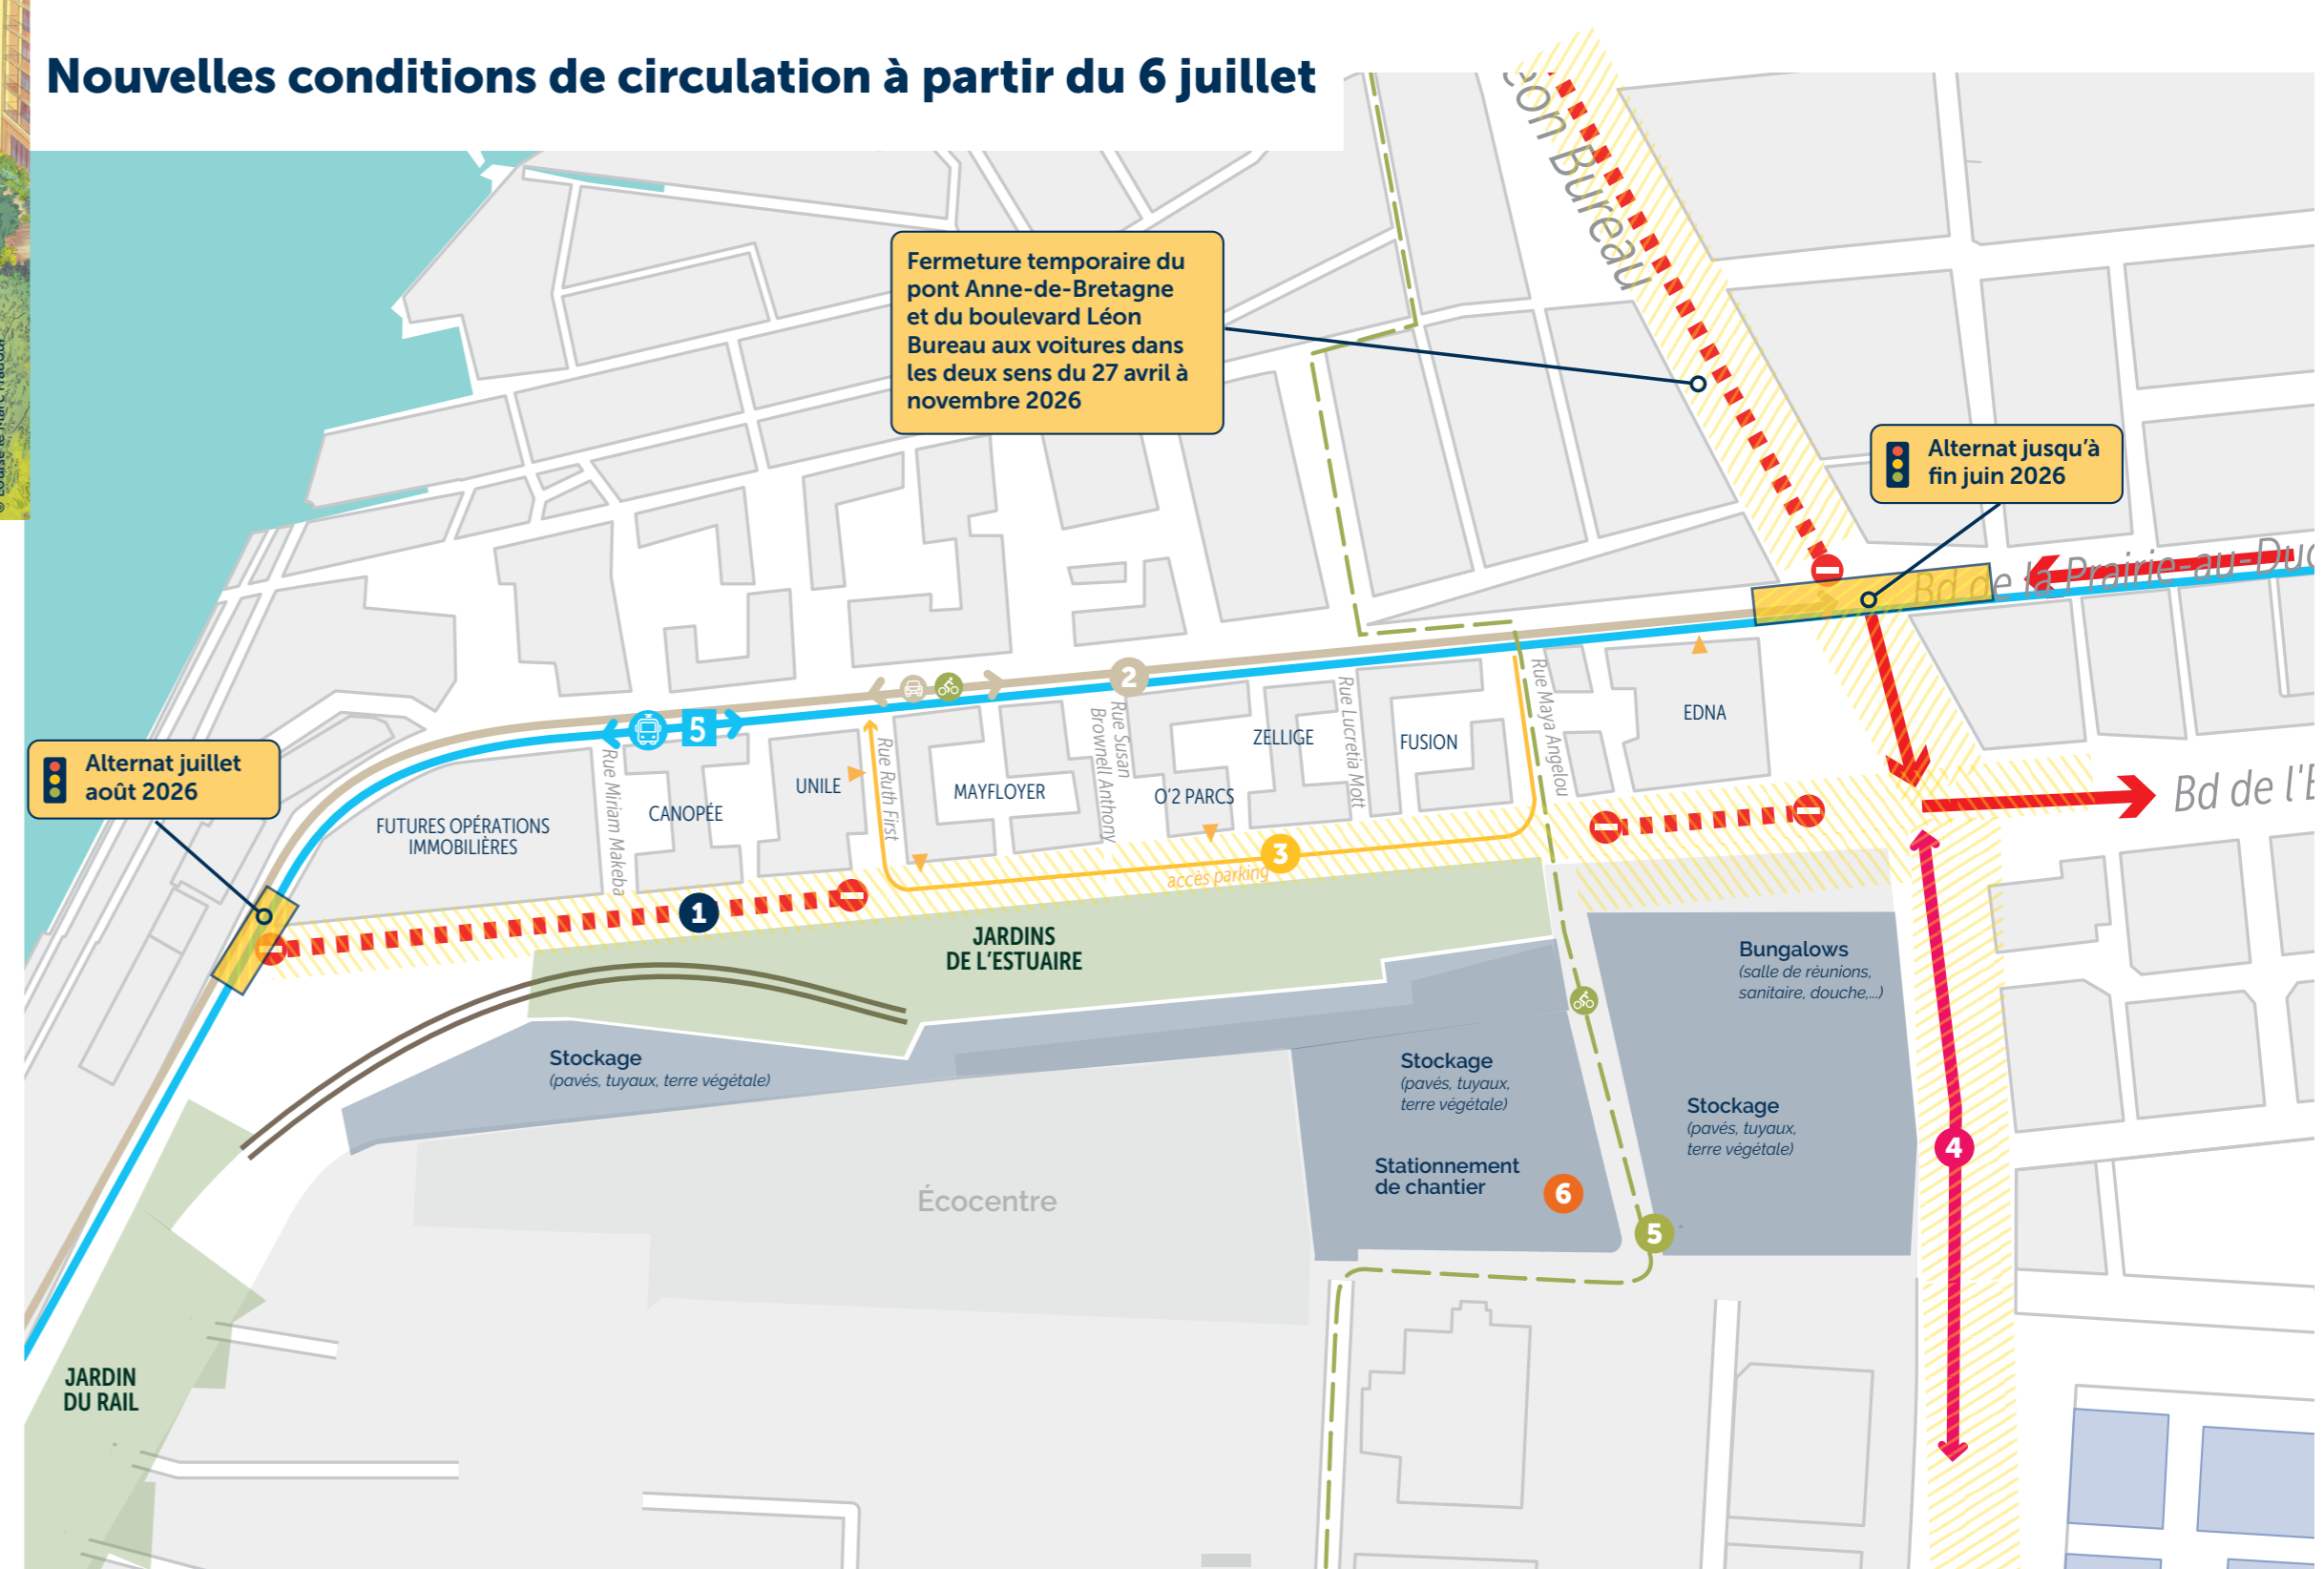 Nouvelles conditions de circulation à partir du 6 juillet
Léon Bureau
Fermeture temporaire du
pont Anne-de-Bretagne
et du boulevard Léon
Bureau aux voitures dans
les deux sens du 27 avril à
novembre 2026
Alternat jusqu'à
fin juin 2026
Bd de la Prairie-au-Duc
2
5
Rue Miriam Makeba
Rue Ruth First
Rue Susan
Brownell Anthony
Rue Lucretia Mott
Rue Maya Angelou
EDNA
ZELLIGE
FUSION
UNILE
MAYFLOYER
O'2 PARCS
CANOPÉE
FUTURES OPÉRATIONS
IMMOBILIÈRES
Alternat juillet
août 2026
Bd de l'E
3
accès parking
1
JARDINS
DE L'ESTUAIRE
Bungalows
(salle de réunions,
sanitaire, douche,...)
Stockage
(pavés, tuyaux, terre végétale)
Stockage
(pavés, tuyaux,
terre végétale)
Stockage
(pavés, tuyaux,
terre végétale)
Stationnement
de chantier
6
4
5
Écocentre
JARDIN
DU RAIL